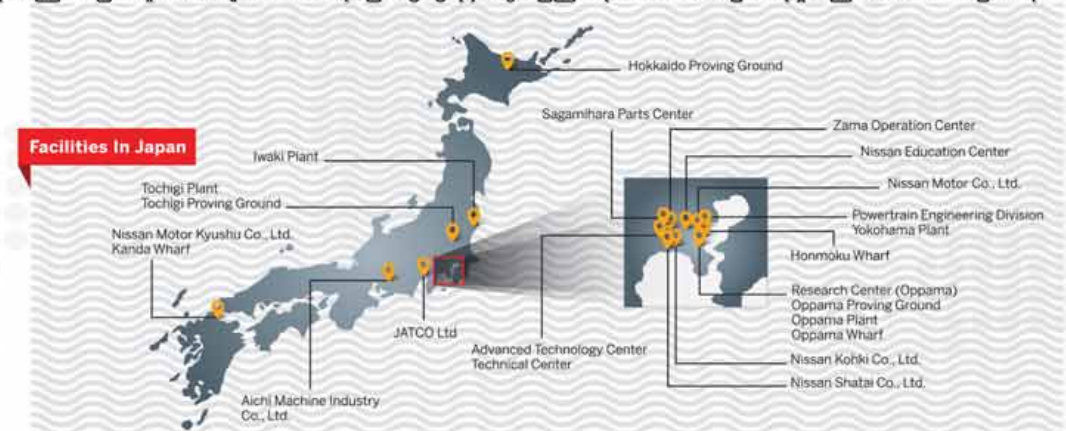 Hokkaido Proving Ground
Sagamihara Parts Center
Zama Operation Center
Facilities In Japan
Iwaki Plant
Nissan Education Center
Tochigi Plant
Tochigi Proving Ground
Nissan Motor Co., Ltd.
Nissan Motor Kyushu Co., Ltd.
Kanda Wharf
Powertrain Engineering Division
Yokohama Plant
Honmoku Wharf
Research Center (Oppama)
Oppama Proving Ground
Oppama Plant
Oppama Wharf
JATCO Ltd
Advanced Technology Center
Technical Center
Nissan Kohki Co., Ltd.
Nissan Shatai Co., Ltd.
Aichi Machine Industry
Co., Ltd.